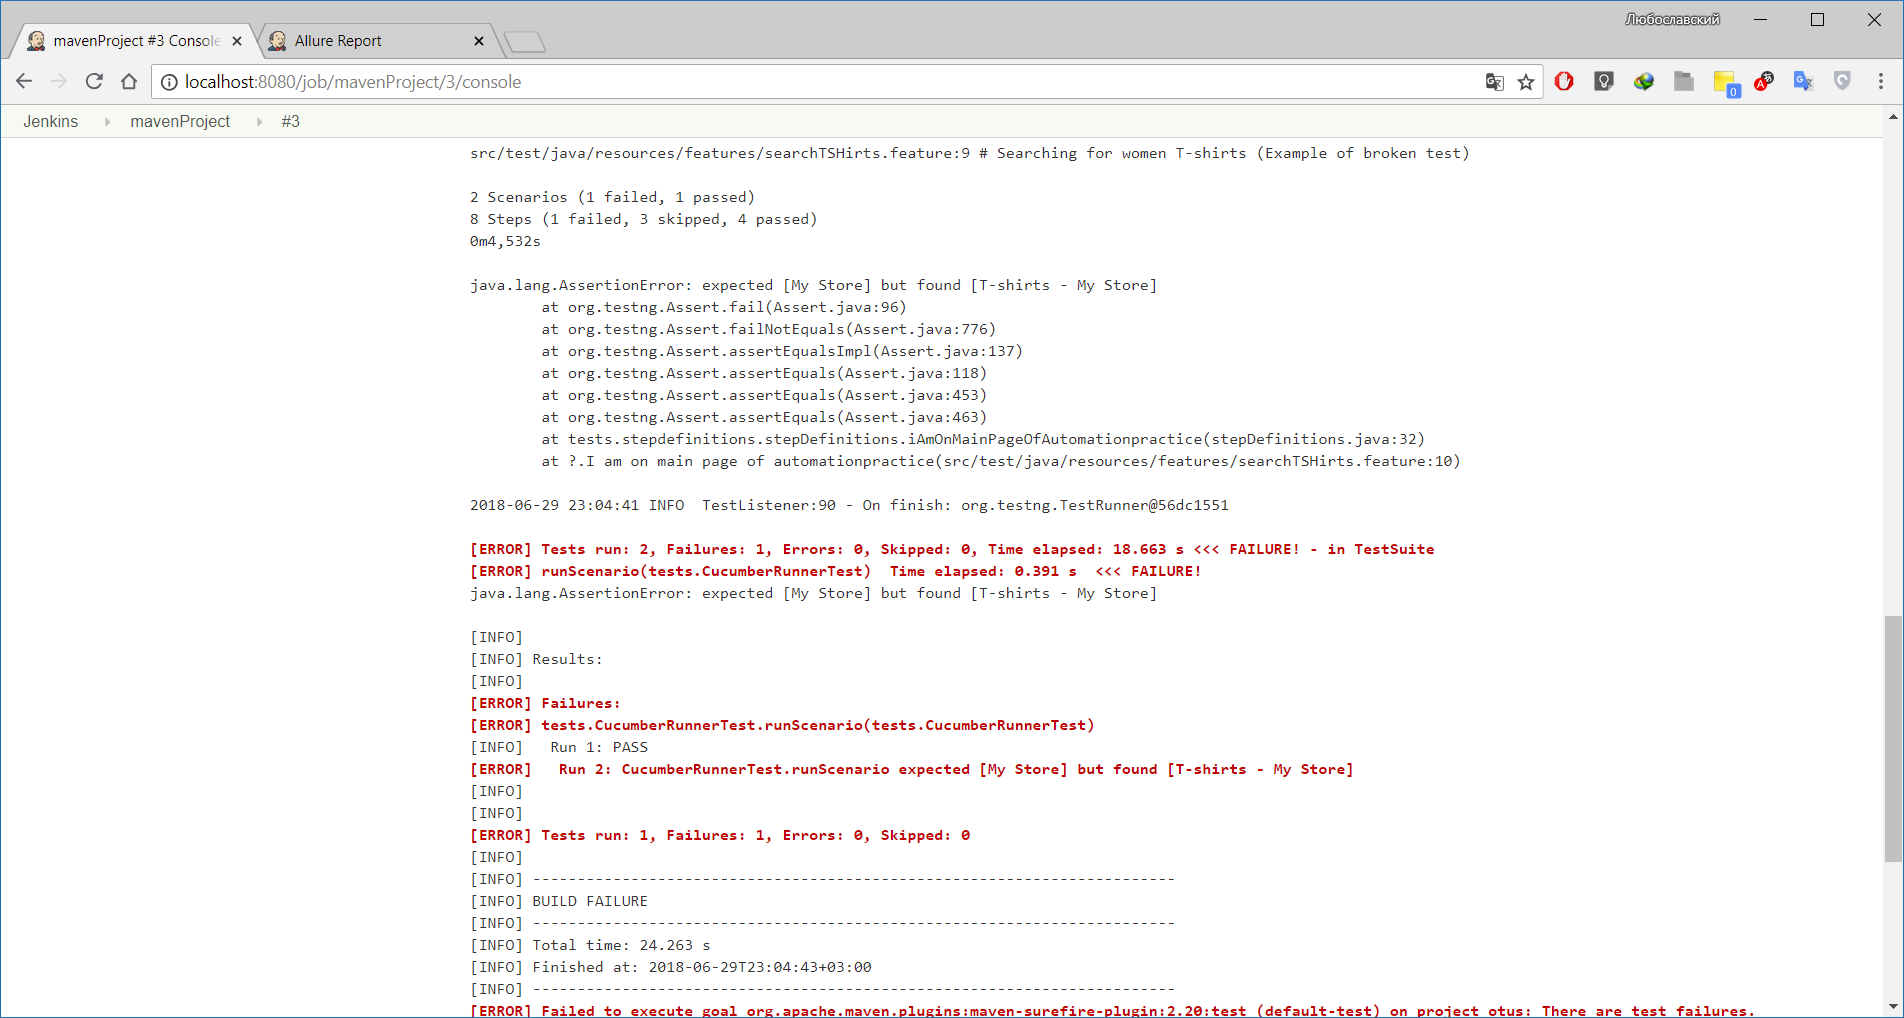 Любославский
mavenProject #3 Console
Allure Report
localhost:8080/job/mavenProject/3/console
0
Jenkins mavenProject #3
src/test/java/resources/features/searchTSHirts.feature:9 # Searching for women T-shirts (Example of broken test)
2 Scenarios (1 failed, 1 passed)
8 Steps (1 failed, 3 skipped, 4 passed)
0m4,532s
java.lang.AssertionError: expected [My Store] but found [T-shirts - My Store]
at org.testng.Assert.fail(Assert.java:96)
at org.testng.Assert.failNotEquals(Assert.java:776)
at org.testng.Assert.assertEqualsImpl(Assert.java:137)
at org.testng.Assert.assertEquals(Assert.java:118)
at org.testng.Assert.assertEquals(Assert.java:453)
at org.testng.Assert.assertEquals(Assert.java:463)
at tests.stepdefinitions.stepDefinitions.iAmOnMainPageOfAutomationpractice(stepDefinitions.java:32)
at ?.I am on main page of automationpractice(src/test/java/resources/features/searchTSHirts.feature:10)
2018-06-29 23:04:41 INFO  TestListener:90 - On finish: org.testng.TestRunner@56dc1551
[ERROR] Tests run: 2, Failures: 1, Errors: 0, Skipped: 0, Time elapsed: 18.663 s <<< FAILURE! - in TestSuite
[ERROR] runScenario(tests.CucumberRunnerTest)  Time elapsed: 0.391 s  <<< FAILURE!
java.lang.AssertionError: expected [My Store] but found [T-shirts - My Store]
[INFO]
[INFO] Results:
[INFO]
[ERROR] Failures:
[ERROR] tests.CucumberRunnerTest.runScenario(tests.CucumberRunnerTest)
[INFO]   Run 1: PASS
[ERROR]   Run 2: CucumberRunnerTest.runScenario expected [My Store] but found [T-shirts - My Store]
[INFO]
[INFO]
[ERROR] Tests run: 1, Failures: 1, Errors: 0, Skipped: 0
[INFO]
[INFO] ------------------------------------------------------------------------
[INFO] BUILD FAILURE
[INFO] ------------------------------------------------------------------------
[INFO] Total time: 24.263 s
[INFO] Finished at: 2018-06-29T23:04:43+03:00
[INFO] ------------------------------------------------------------------------
[ERROR] Failed to execute goal org.apache.maven.plugins:maven-surefire-plugin:2.20:test (default-test) on project otus: There are test failures.